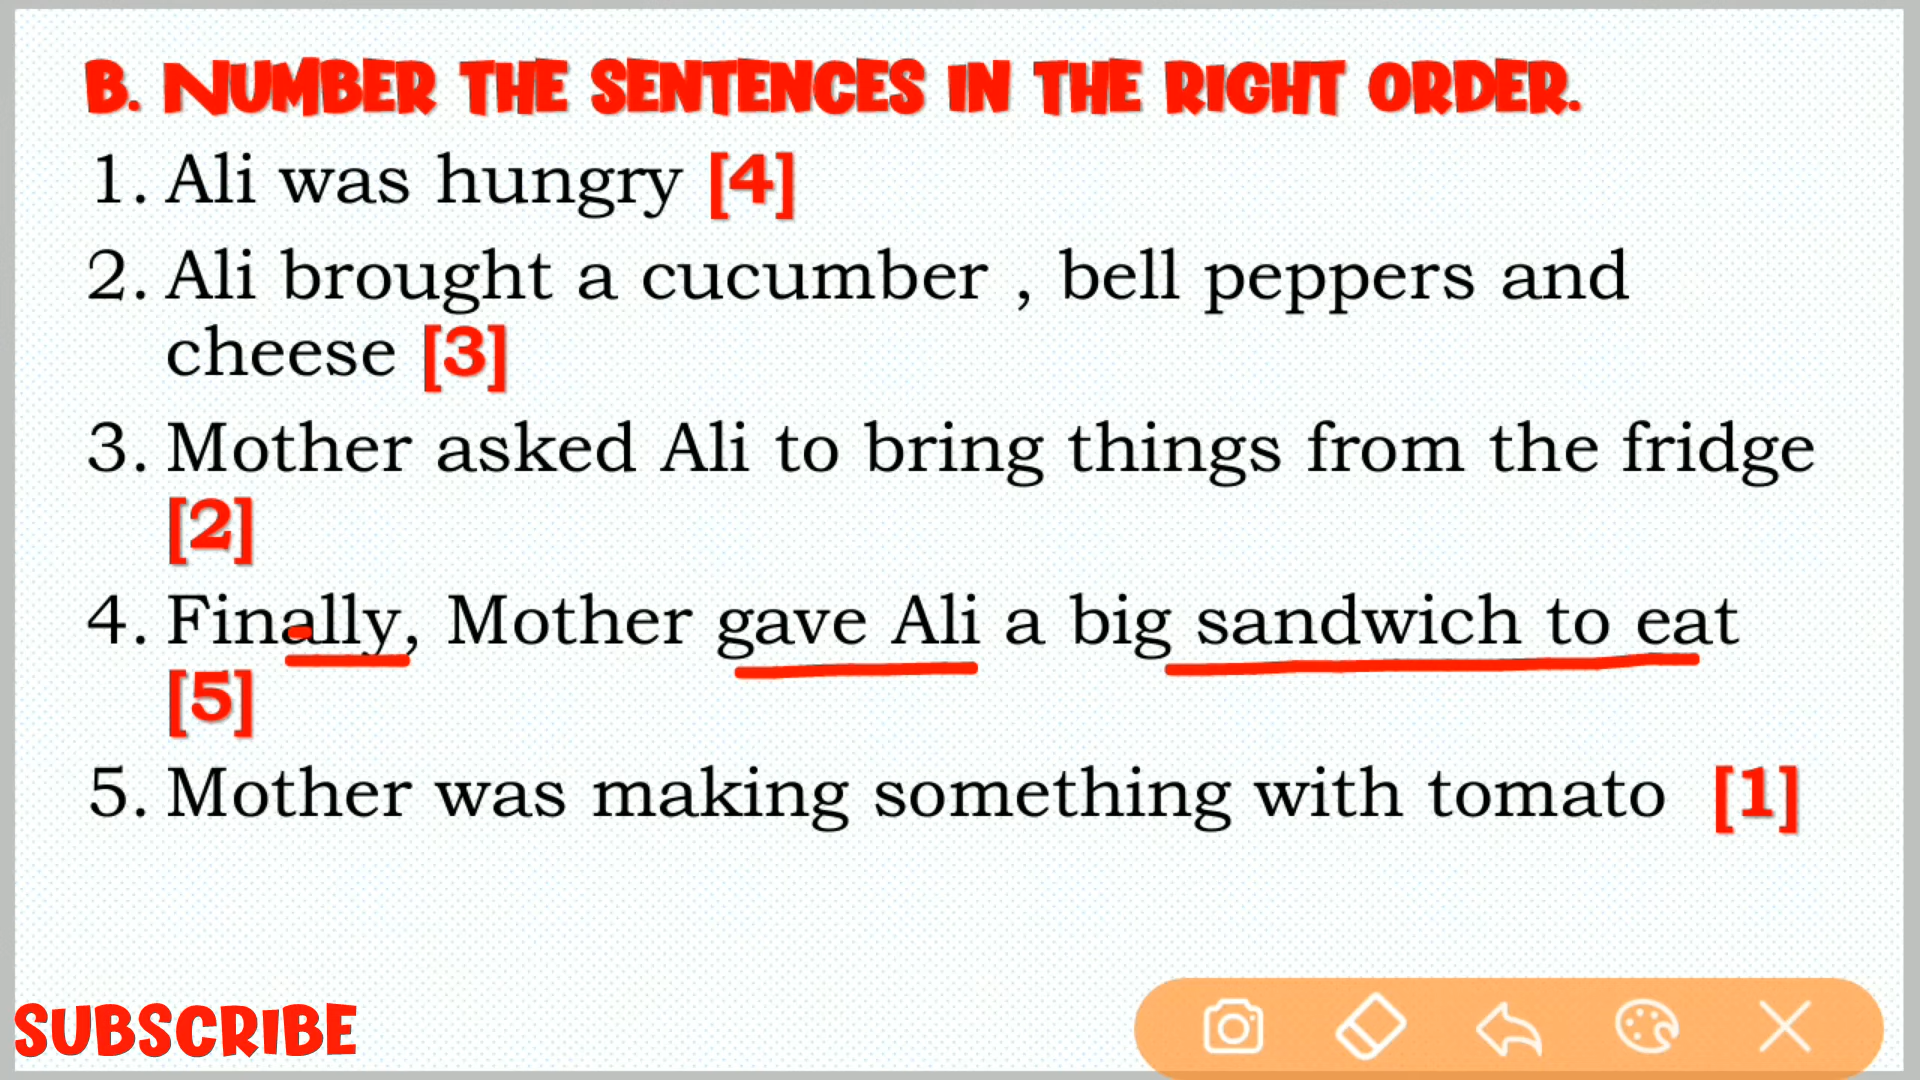 B. NUMBER THE SENTENCES IN THE RIGHT ORDER.
1. Ali was hungry [4]
2. Ali brought a cucumber , bell peppers and
cheese [3]
3. Mother asked Ali to bring things from the fridge
[2]
4. Finally, Mother gave Ali a big sandwich to eat
[5]
5. Mother was making something with tomato [1]
SUBSCRIBE